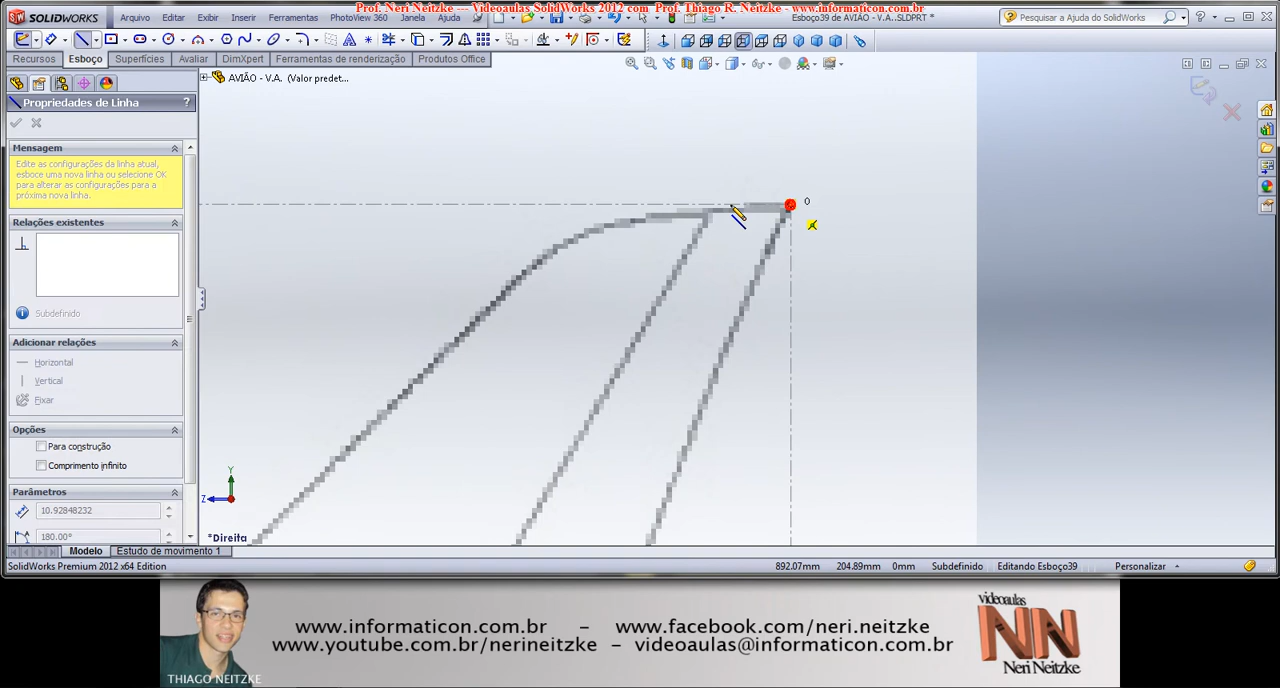 Prof. Neri Neitzke --- Videoaulas SolidWorks 2012 com Prof. Thiago R. Neitzke - www.informaticon.com.br
SOLIDWORKS
Arquivo Editar Exibir Inserir Ferramentas PhotoView 360 Janela Ajuda
Esboço39 de AVIÃO - V.A..SLDPRT *
Pesquisar a Ajuda do SolidWorks
Recursos Esboço Superfícies Avaliar DimXpert Ferramentas de renderização Produtos Office
AVIÃO - V.A. (Valor predet...
Propriedades de Linha ?
Mensagem
Edite as configurações da linha atual,
esboce uma nova linha ou selecione OK
para alterar as configurações para a
próxima nova linha.
Relações existentes
Subdefinido
Adicionar relações
Horizontal
Vertical
Fixar
Opções
Para construção
Comprimento infinito
Parâmetros
10.92848232
180.00°
0
Y
Z
*Direita
Modelo Estudo de movimento 1
SolidWorks Premium 2012 x64 Edition
892.07mm 204.89mm 0mm Subdefinido Editando Esboço39 Personalizar
www.informaticon.com.br - www.facebook.com/neri.neitzke
www.youtube.com.br/nerineitzke - videoaulas@informaticon.com.br
THIAGO NEITZKE
videoaulas
NN
Neri Neitzke